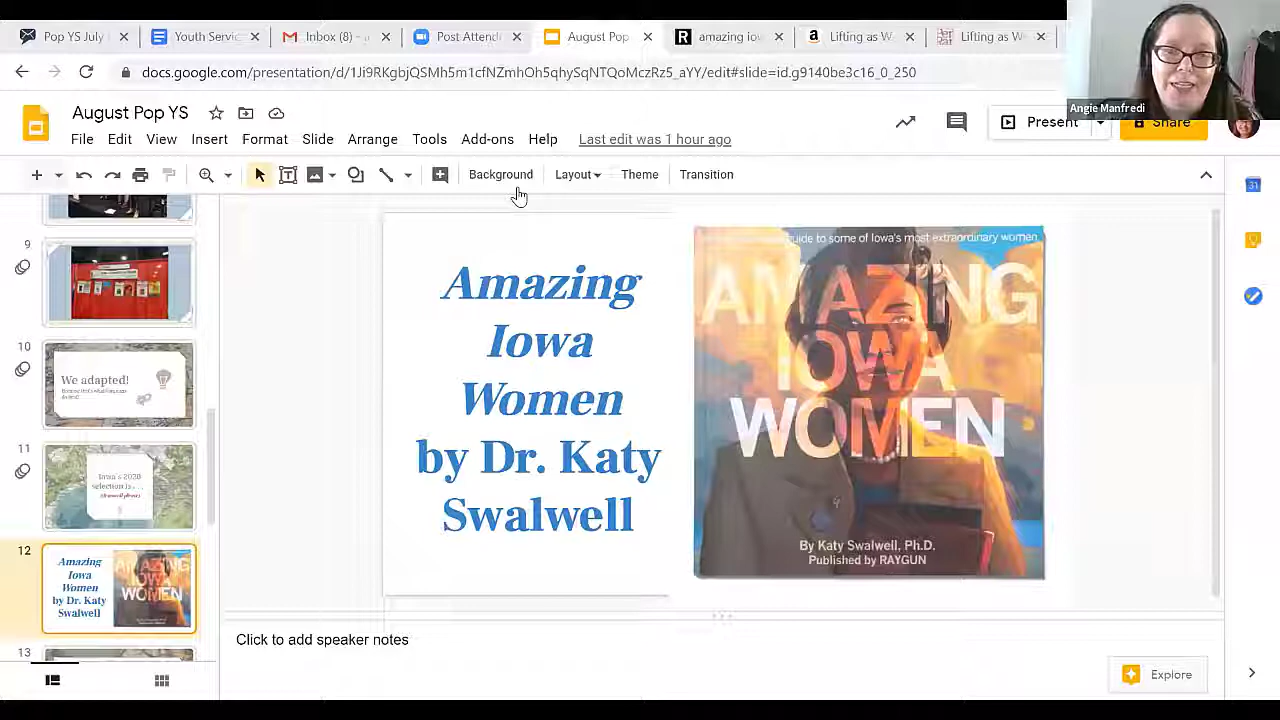 Pop YS July
Youth Servic
Inbox (8) -
Post Attend
August Pop
amazing io
Lifting as W
Lifting as W
docs.google.com/presentation/d/1Ji9RKgbjQSMh5m1ciNZmhOh5qhySqNTQoMczRz5_aYY/edit#slide=id.g9140be3c16_0_250
Angie Manfredi
August Pop YS
Present
Share
File Edit View Insert Format Slide Arrange Tools Add-ons Help Last edit was 1 hour ago
Background Layout Theme Transition
9
10
We adapted!
11
Iowa's 2020
selection is . . .
12
Amazing
Iowa
Women
by Dr. Katy
Swalwell
AMAZING
IOWA
WOMEN
13
Amazing
Iowa
Women
by Dr. Katy
Swalwell
guide to some of Iowa's most extraordinary women
AMAZING
IOWA
WOMEN
By Katy Swalwell, Ph.D.
Published by RAYGUN
Click to add speaker notes
Explore
31